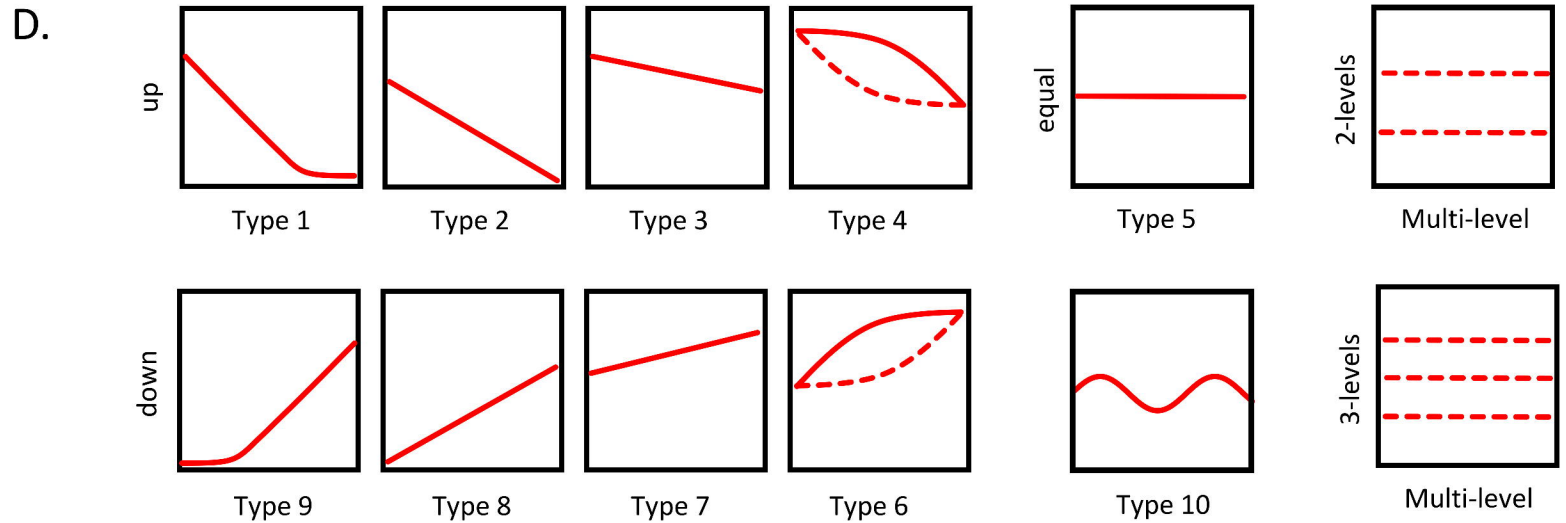 D.
up
Type 1
Type 2
Type 3
Type 4
equal
Type 5
2-levels
Multi-level
down
Type 9
Type 8
Type 7
Type 6
Type 10
3-levels
Multi-level